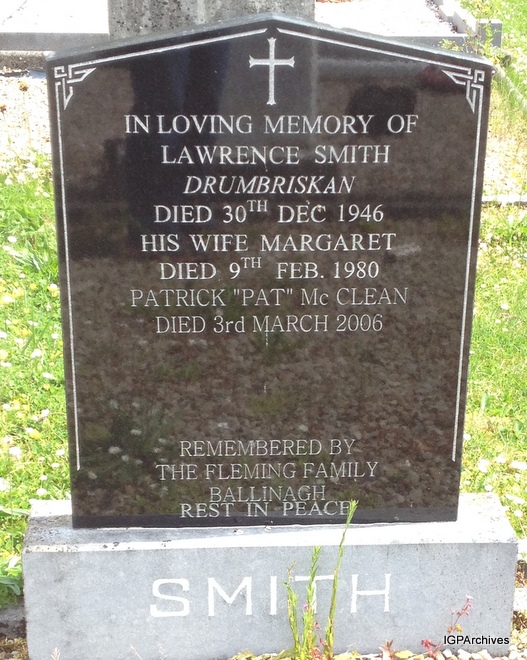 IN LOVING MEMORY OF
LAWRENCE SMITH
DRUMBRISKAN
DIED 30TH DEC 1946
HIS WIFE MARGARET
DIED 9TH FEB. 1980
PATRICK "PAT" Mc CLEAN
DIED 3rd MARCH 2006
REMEMBERED BY
THE FLEMING FAMILY
BALLINAGH
REST IN PEACE
SMITH
IGPArchives